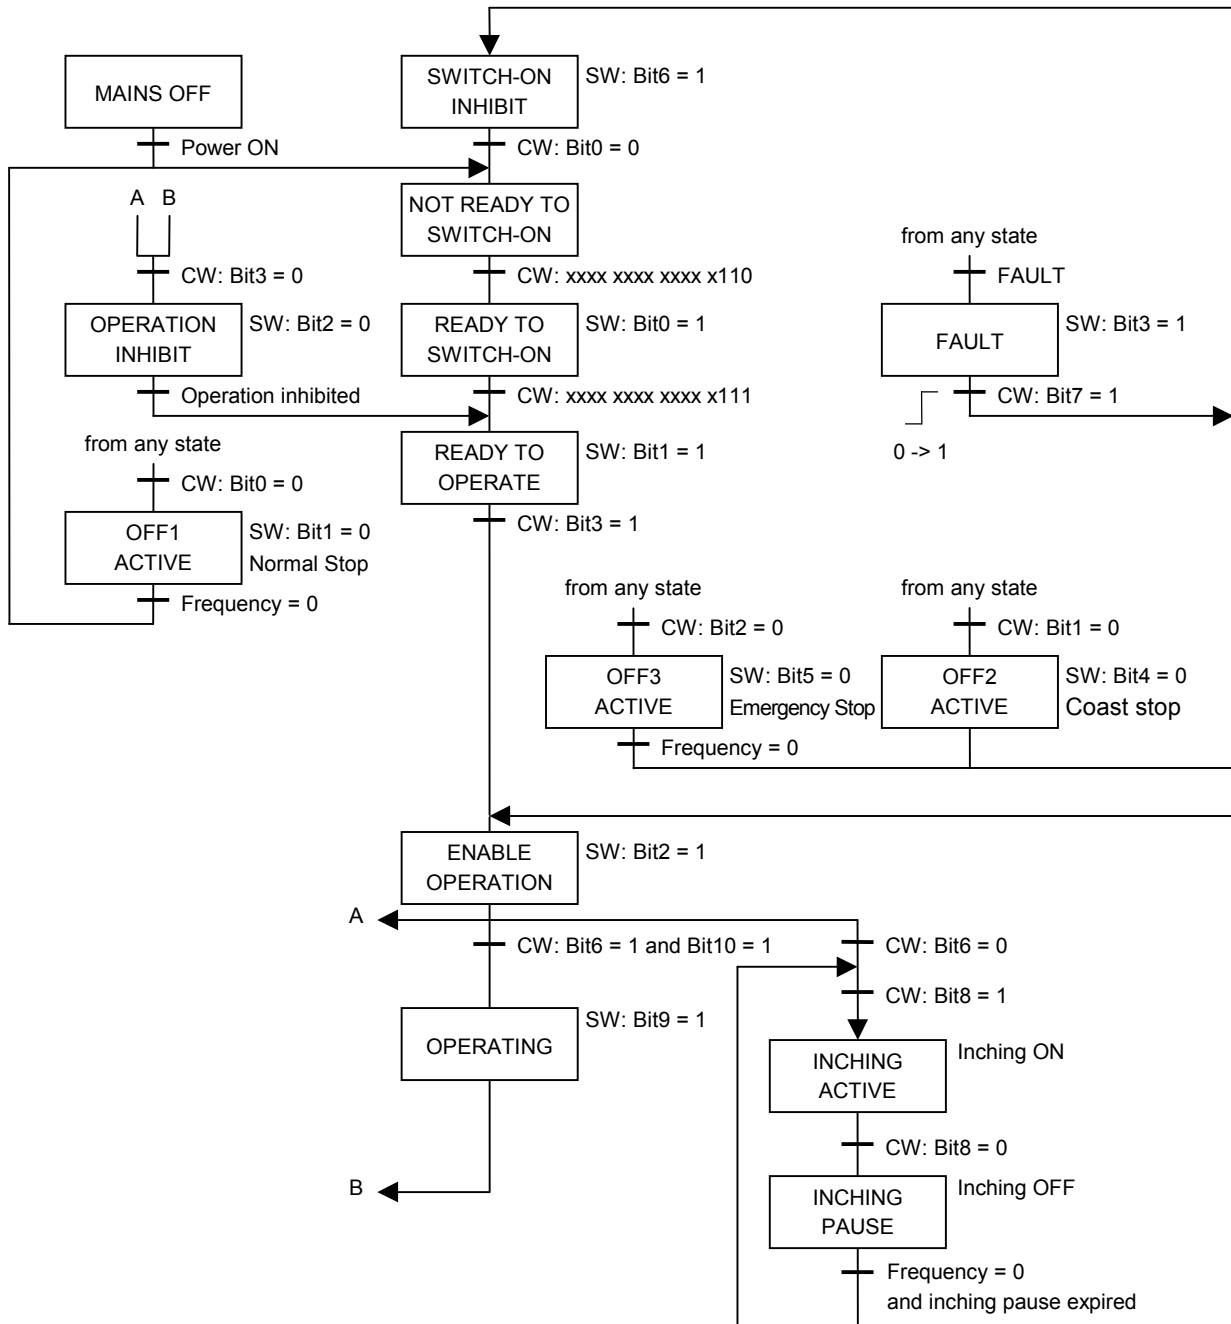 MAINS OFF
Power ON
SWITCH-ON
INHIBIT
SW: Bit6 = 1
CW: Bit0 = 0
A B
CW: Bit3 = 0
OPERATION
INHIBIT
SW: Bit2 = 0
Operation inhibited
NOT READY TO
SWITCH-ON
CW: xxxx xxxx xxxx x110
READY TO
SWITCH-ON
SW: Bit0 = 1
CW: xxxx xxxx xxxx x111
from any state
FAULT
FAULT
SW: Bit3 = 1
CW: Bit7 = 1
0 -> 1
from any state
CW: Bit0 = 0
OFF1
ACTIVE
SW: Bit1 = 0
Normal Stop
Frequency = 0
READY TO
OPERATE
SW: Bit1 = 1
CW: Bit3 = 1
from any state
CW: Bit2 = 0
OFF3
ACTIVE
SW: Bit5 = 0
Emergency Stop
Frequency = 0
from any state
CW: Bit1 = 0
OFF2
ACTIVE
SW: Bit4 = 0
Coast stop
ENABLE
OPERATION
SW: Bit2 = 1
A
CW: Bit6 = 1 and Bit10 = 1
CW: Bit6 = 0
CW: Bit8 = 1
OPERATING
SW: Bit9 = 1
INCHING
ACTIVE
Inching ON
CW: Bit8 = 0
B
INCHING
PAUSE
Inching OFF
Frequency = 0
and inching pause expired